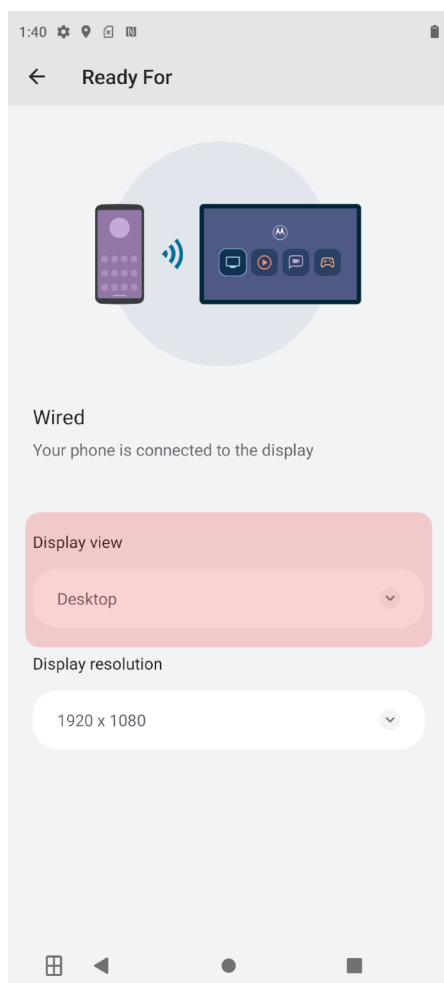 1:40
Ready For
Wired
Your phone is connected to the display
Display view
Desktop
Display resolution
1920 x 1080